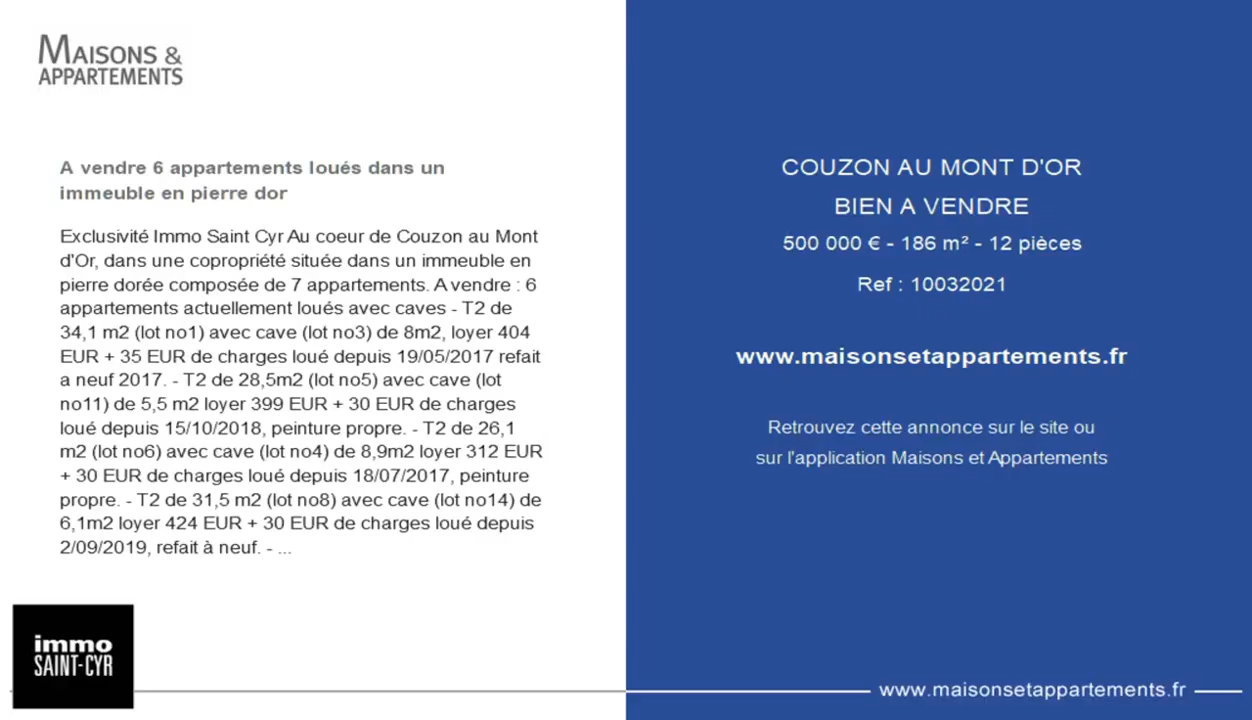 MAISONS &
APPARTEMENTS
A vendre 6 appartements loués dans un
immeuble en pierre dor
Exclusivité Immo Saint Cyr Au coeur de Couzon au Mont
d'Or, dans une copropriété située dans un immeuble en
pierre dorée composée de 7 appartements. A vendre : 6
appartements actuellement loués avec caves - T2 de
34,1 m2 (lot no1) avec cave (lot no3) de 8m2, loyer 404
EUR + 35 EUR de charges loué depuis 19/05/2017 refait
a neuf 2017. - T2 de 28,5m2 (lot no5) avec cave (lot
no11) de 5,5 m2 loyer 399 EUR + 30 EUR de charges
loué depuis 15/10/2018, peinture propre. - T2 de 26,1
m2 (lot no6) avec cave (lot no4) de 8,9m2 loyer 312 EUR
+ 30 EUR de charges loué depuis 18/07/2017, peinture
propre. - T2 de 31,5 m2 (lot no8) avec cave (lot no14) de
6,1m2 loyer 424 EUR + 30 EUR de charges loué depuis
2/09/2019, refait à neuf. - ...
immo
SAINT-CYR
COUZON AU MONT D'OR
BIEN A VENDRE
500 000 € - 186 m² - 12 pièces
Ref : 10032021
www.maisonsetappartements.fr
Retrouvez cette annonce sur le site ou
sur l'application Maisons et Appartements
www.maisonsetappartements.fr